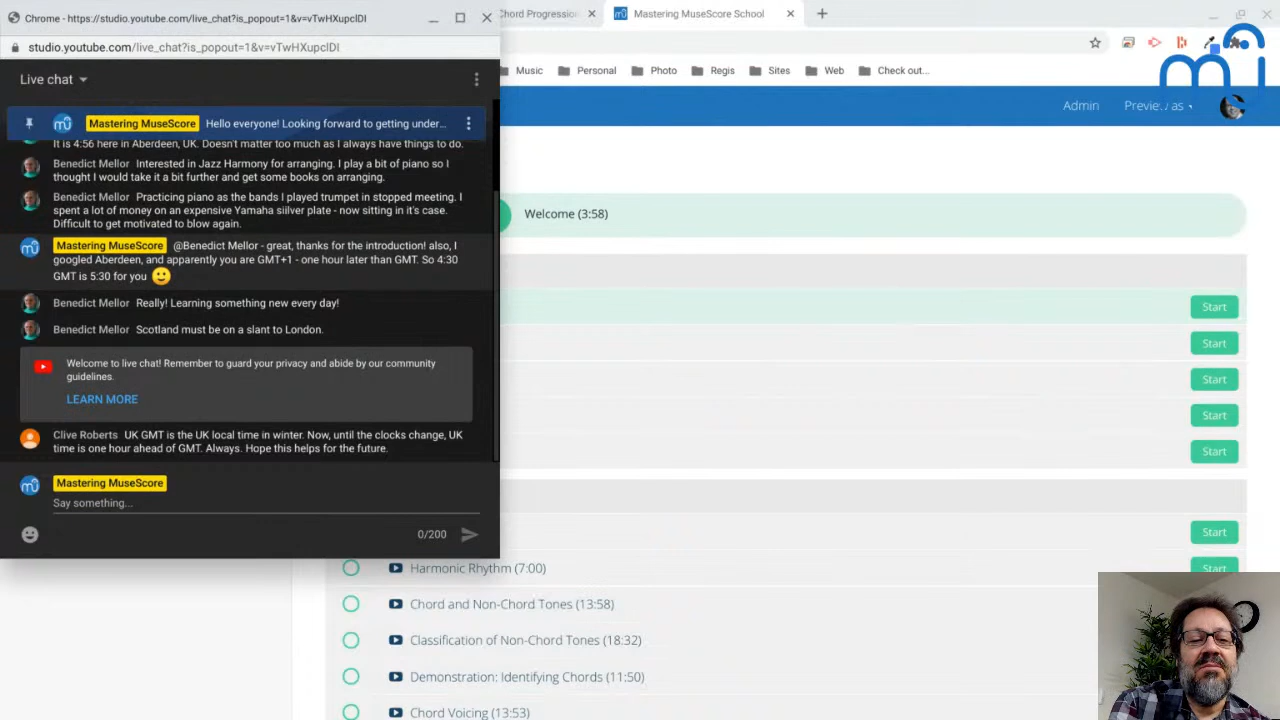 Chrome - https://studio.youtube.com/live_chat?is_popout=1&v=vTwHXupclDI
studio.youtube.com/live_chat?is_popout=1&v=vTwHXupclDI
Live chat
Mastering MuseScore Hello everyone! Looking forward to getting under...
It is 4:56 here in Aberdeen, UK. Doesn't matter too much as I always have things to do.
Benedict Mellor Interested in Jazz Harmony for arranging. I play a bit of piano so I
thought I would take it a bit further and get some books on arranging.
Benedict Mellor Practicing piano as the bands I played trumpet in stopped meeting. I
spent a lot of money on an expensive Yamaha siilver plate - now sitting in it's case.
Difficult to get motivated to blow again.
Mastering MuseScore @Benedict Mellor - great, thanks for the introduction! also, I
googled Aberdeen, and apparently you are GMT+1 - one hour later than GMT. So 4:30
GMT is 5:30 for you
Benedict Mellor Really! Learning something new every day!
Benedict Mellor Scotland must be on a slant to London.
Welcome to live chat! Remember to guard your privacy and abide by our community
guidelines.
LEARN MORE
Clive Roberts UK GMT is the UK local time in winter. Now, until the clocks change, UK
time is one hour ahead of GMT. Always. Hope this helps for the future.
Mastering MuseScore
Say something...
0/200
Chord Progression
Mastering MuseScore School
Music Personal Photo Regis Sites Web Check out...
Admin Preview as
Welcome (3:58)
Start
Start
Start
Start
Start
Start
Harmonic Rhythm (7:00) Start
Chord and Non-Chord Tones (13:58)
Classification of Non-Chord Tones (18:32)
Demonstration: Identifying Chords (11:50)
Chord Voicing (13:53)